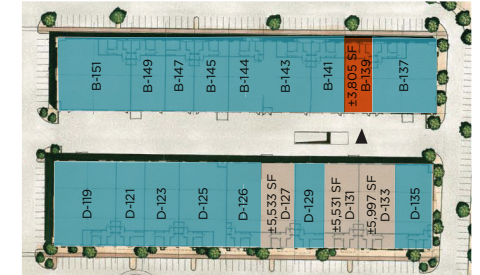 B-151
B-149
B-147
B-145
B-144
B-143
B-141
±3,805 SF
B-139
B-137
D-119
D-121
D-123
D-125
D-126
±5,533 SF
D-127
D-129
±5,531 SF
D-131
±5,997 SF
D-133
D-135